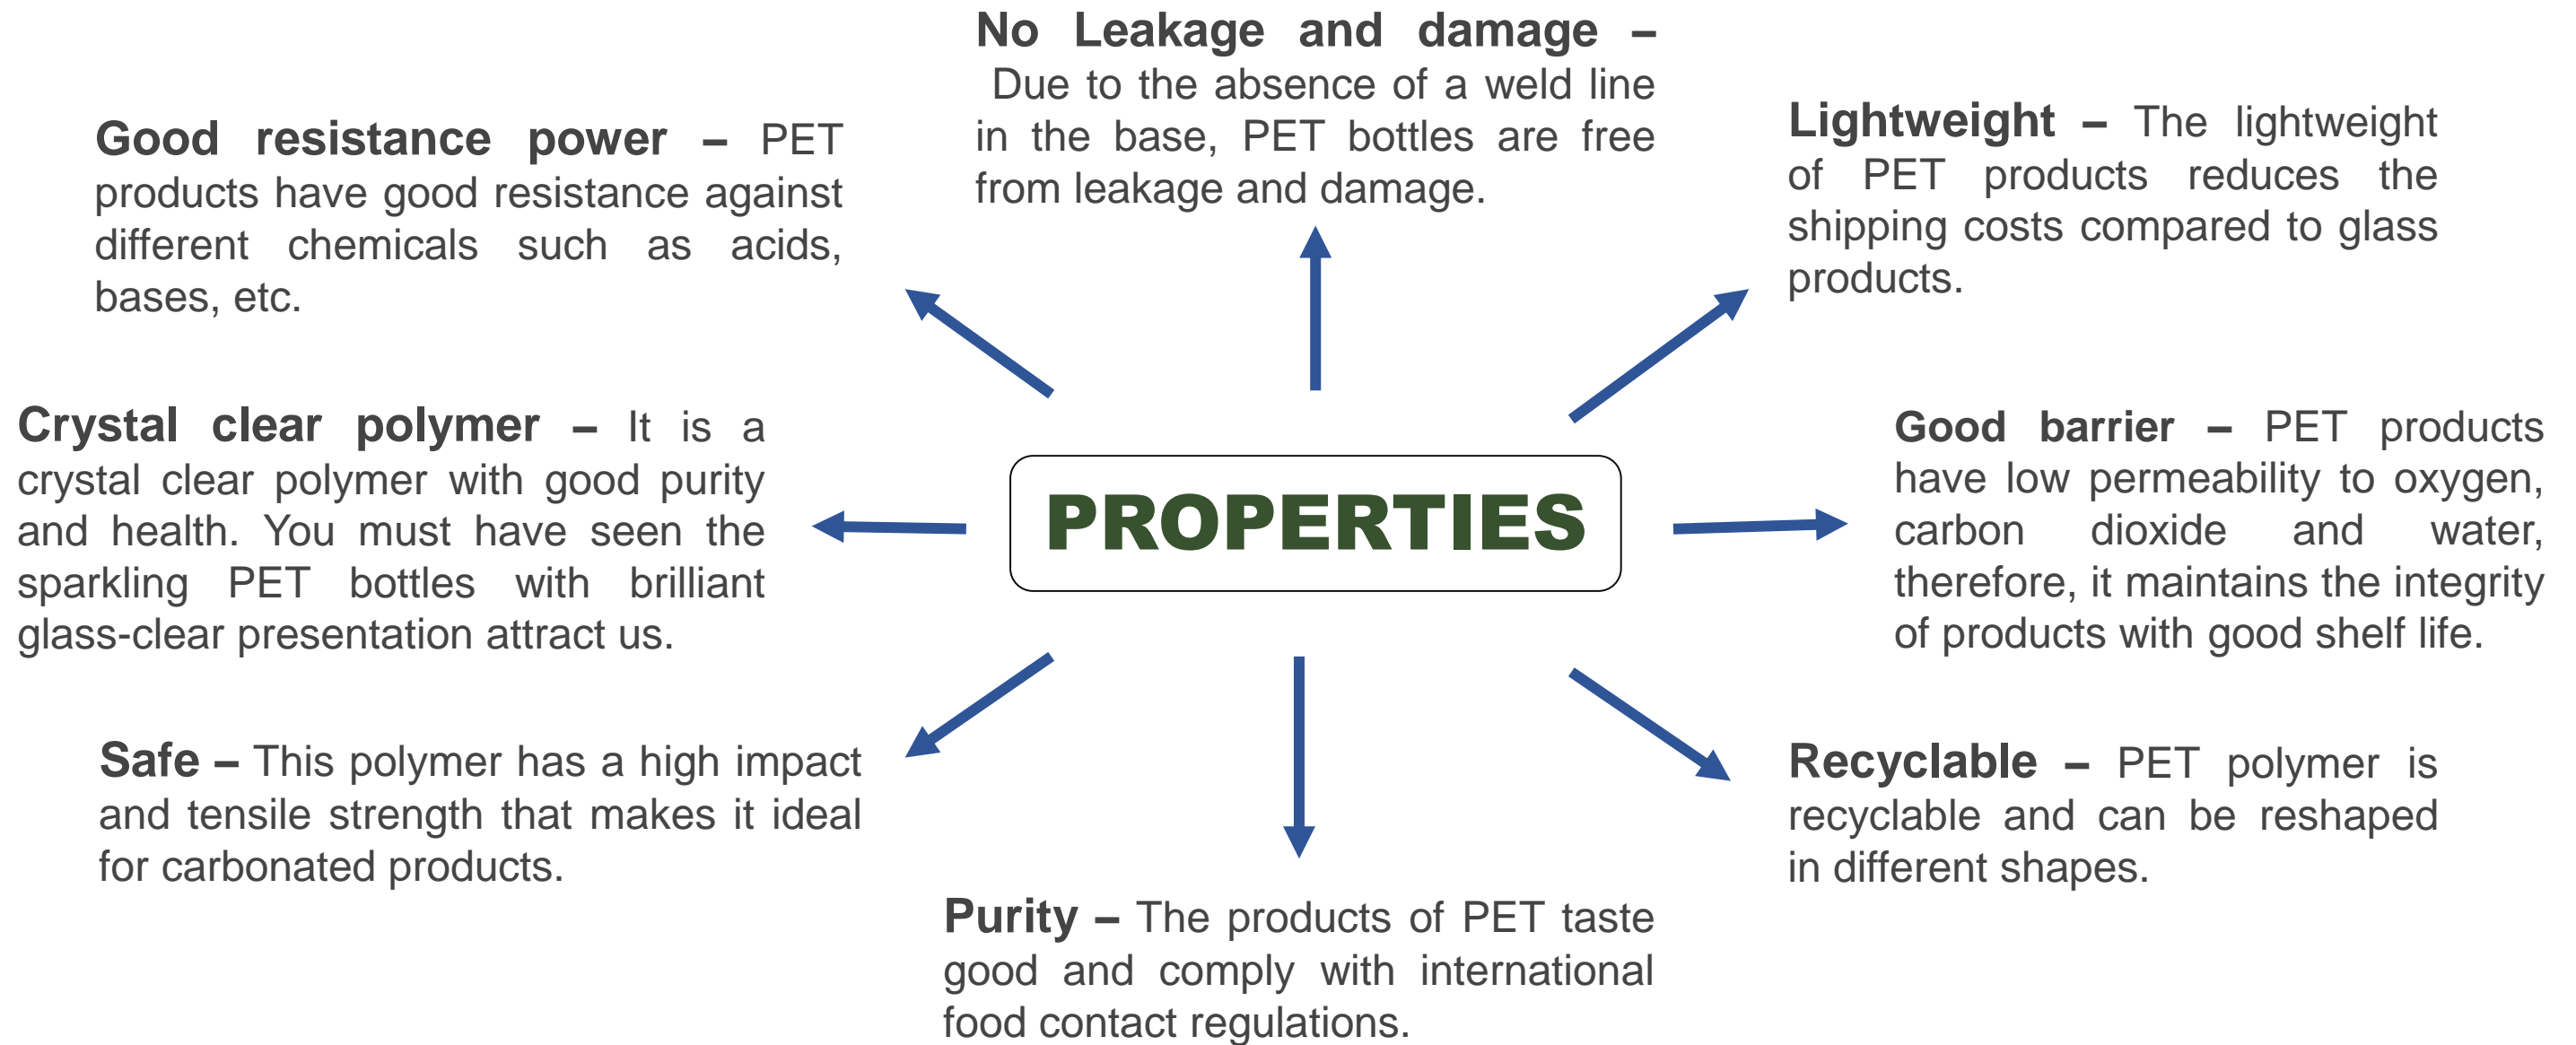 No Leakage and damage –
Due to the absence of a weld line
in the base, PET bottles are free
from leakage and damage.
Good resistance power – PET
products have good resistance against
different chemicals such as acids,
bases, etc.
Lightweight – The lightweight
of PET products reduces the
shipping costs compared to glass
products.
Crystal clear polymer – It is a
crystal clear polymer with good purity
and health. You must have seen the
sparkling PET bottles with brilliant
glass-clear presentation attract us.
PROPERTIES
Good barrier – PET products
have low permeability to oxygen,
carbon dioxide and water,
therefore, it maintains the integrity
of products with good shelf life.
Safe – This polymer has a high impact
and tensile strength that makes it ideal
for carbonated products.
Recyclable – PET polymer is
recyclable and can be reshaped
in different shapes.
Purity – The products of PET taste
good and comply with international
food contact regulations.